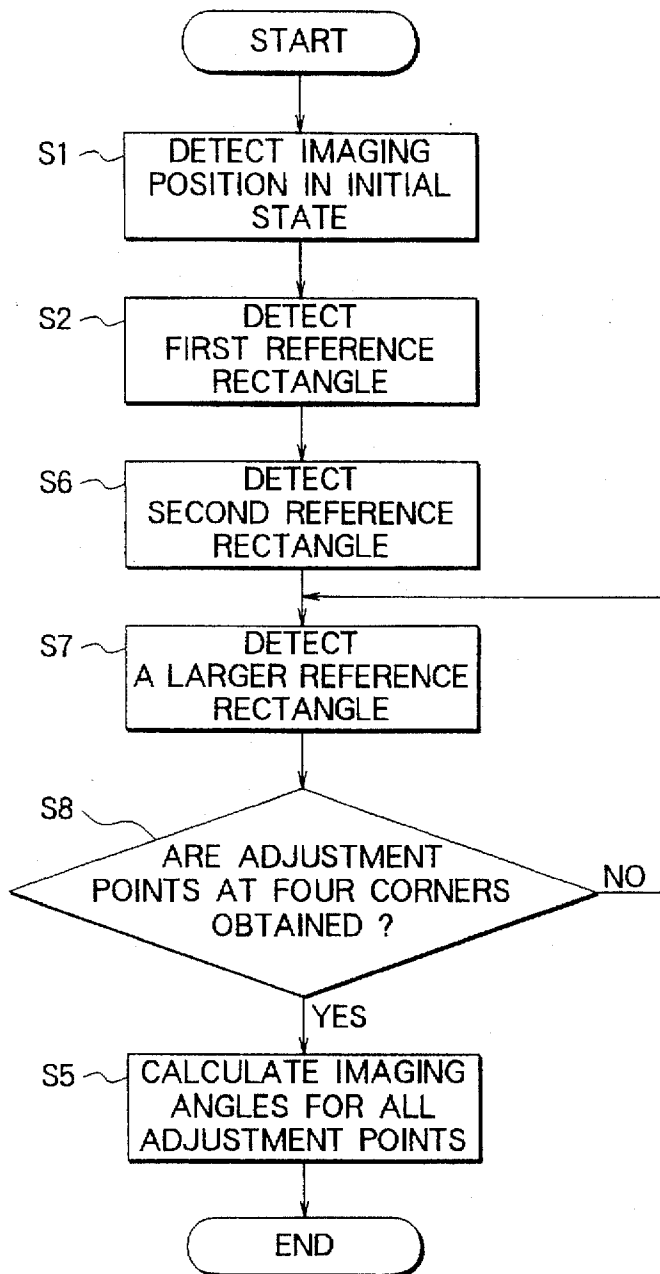 START
S1
DETECT IMAGING
POSITION IN INITIAL
STATE
S2
DETECT
FIRST REFERENCE
RECTANGLE
S6
DETECT
SECOND REFERENCE
RECTANGLE
S7
DETECT
A LARGER REFERENCE
RECTANGLE
S8
ARE ADJUSTMENT
POINTS AT FOUR CORNERS
OBTAINED ?
NO
YES
S5
CALCULATE IMAGING
ANGLES FOR ALL
ADJUSTMENT POINTS
END